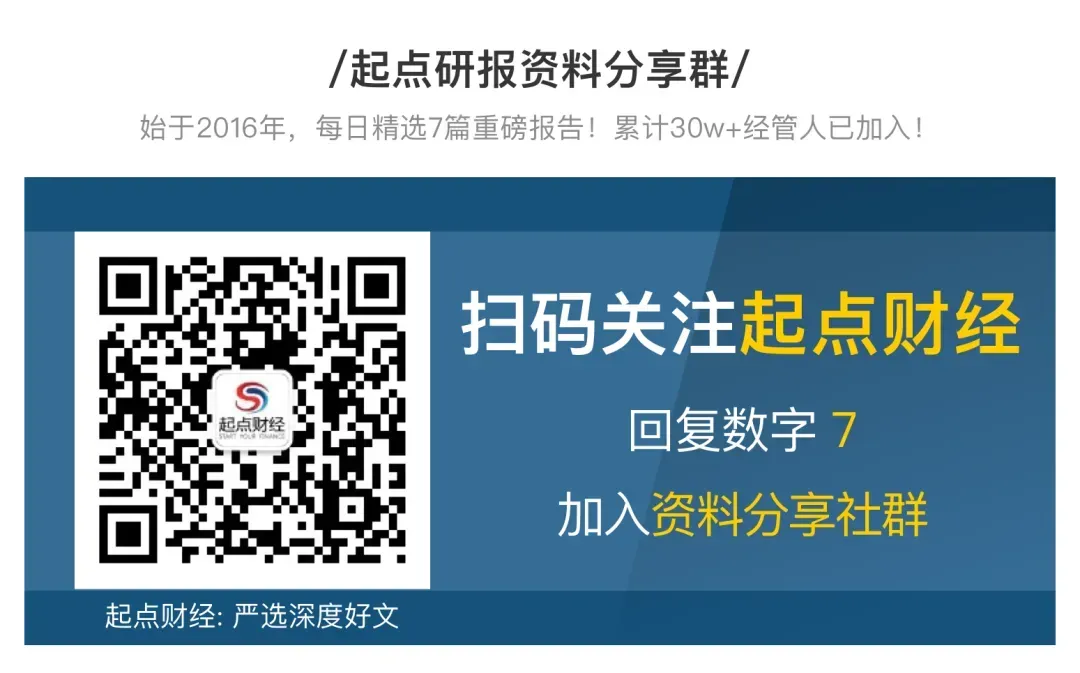 /起点研报资料分享群/
始于2016年，每日精选7篇重磅报告！累计30w+经管人已加入！
扫码关注起点财经
回复数字 7
加入资料分享社群
起点财经
START YOUR FINANCE
起点财经: 严选深度好文